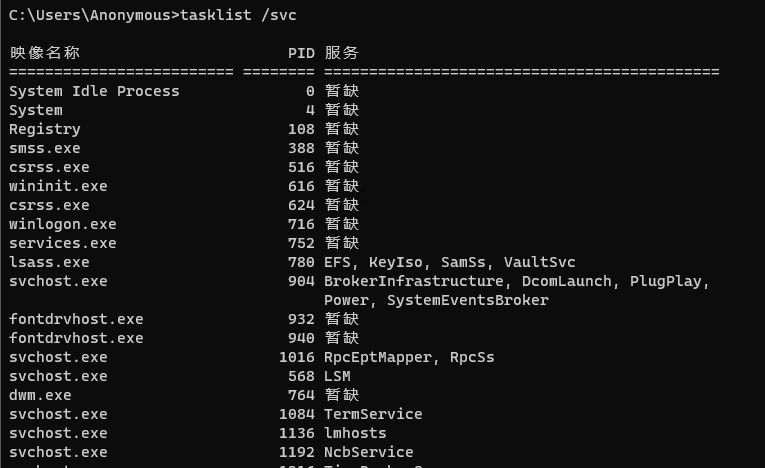 C:\Users\Anonymous>tasklist /svc
映像名称                       PID 服务
========================= ======== ============================================
System Idle Process              0 暂缺
System                           4 暂缺
Registry                       108 暂缺
smss.exe                       388 暂缺
csrss.exe                      516 暂缺
wininit.exe                    616 暂缺
csrss.exe                      624 暂缺
winlogon.exe                   716 暂缺
services.exe                   752 暂缺
lsass.exe                      780 EFS, KeyIso, SamSs, VaultSvc
svchost.exe                    904 BrokerInfrastructure, DcomLaunch, PlugPlay,
                                   Power, SystemEventsBroker
fontdrvhost.exe                932 暂缺
fontdrvhost.exe                940 暂缺
svchost.exe                   1016 RpcEptMapper, RpcSs
svchost.exe                    568 LSM
dwm.exe                        764 暂缺
svchost.exe                   1084 TermService
svchost.exe                   1136 lmhosts
svchost.exe                   1192 NcbService